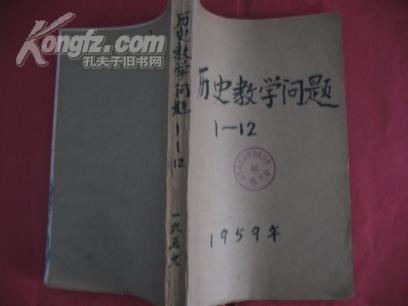 Kongfz.com
孔夫子旧书网
历史教学问题
1—12
一九五九
历史教学问题
1—12
1959年